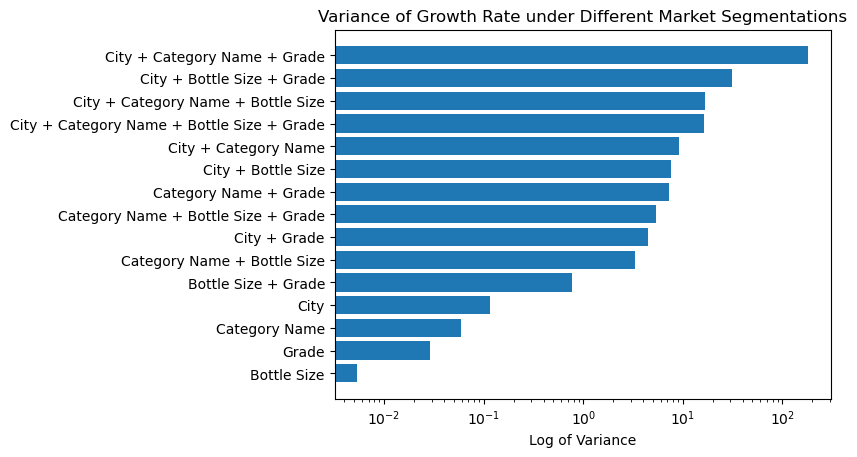 Variance of Growth Rate under Different Market Segmentations
City + Category Name + Grade
City + Bottle Size + Grade
City + Category Name + Bottle Size
City + Category Name + Bottle Size + Grade
City + Category Name
City + Bottle Size
Category Name + Grade
Category Name + Bottle Size + Grade
City + Grade
Category Name + Bottle Size
Bottle Size + Grade
City
Category Name
Grade
Bottle Size
10⁻² 10⁻¹ 10⁰ 10¹ 10²
Log of Variance